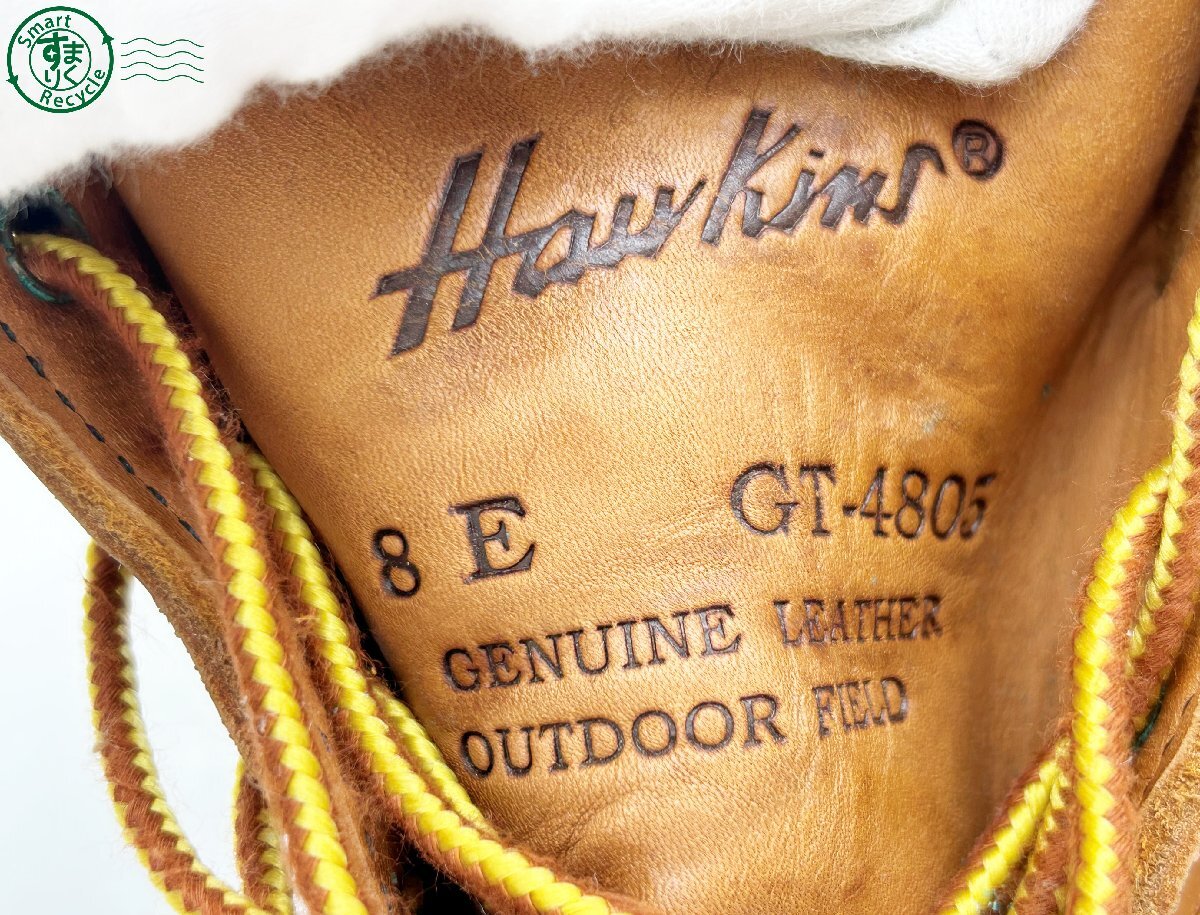 Smart
すまりく
Recycle
Hawkins®
8 E GT-4805
GENUINE LEATHER
OUTDOOR FIELD